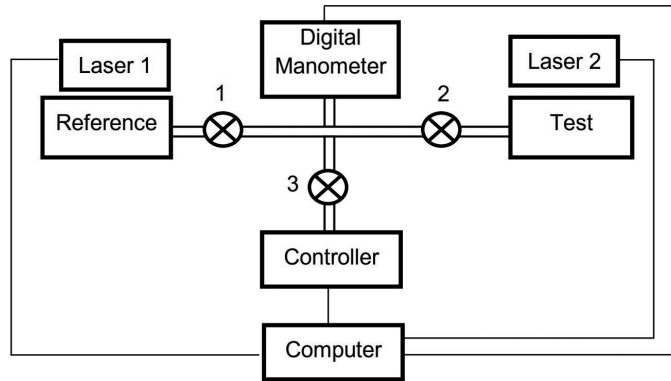 Digital
Manometer
Laser 1
Laser 2
1
2
Reference
Test
3
Controller
Computer